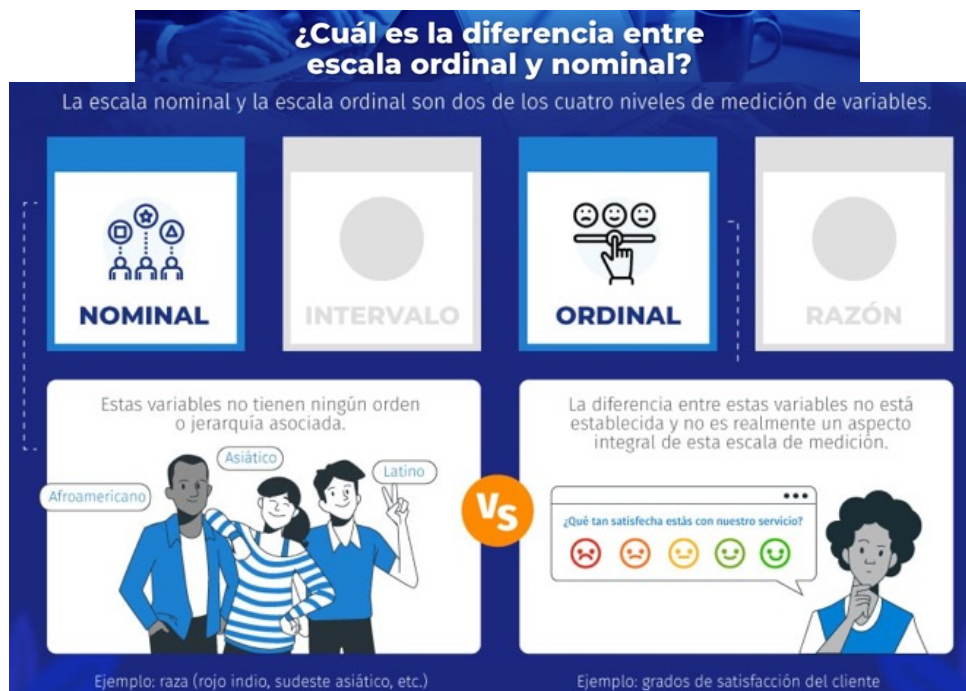 ¿Cuál es la diferencia entre
escala ordinal y nominal?
La escala nominal y la escala ordinal son dos de los cuatro niveles de medición de variables.
NOMINAL
INTERVALO
ORDINAL
RAZÓN
Estas variables no tienen ningún orden
o jerarquía asociada.
Afroamericano
Asiático
Latino
Ejemplo: raza (rojo indio, sudeste asiático, etc.)
VS
La diferencia entre estas variables no está
establecida y no es realmente un aspecto
integral de esta escala de medición.
¿Qué tan satisfecha estás con nuestro servicio?
Ejemplo: grados de satisfacción del cliente